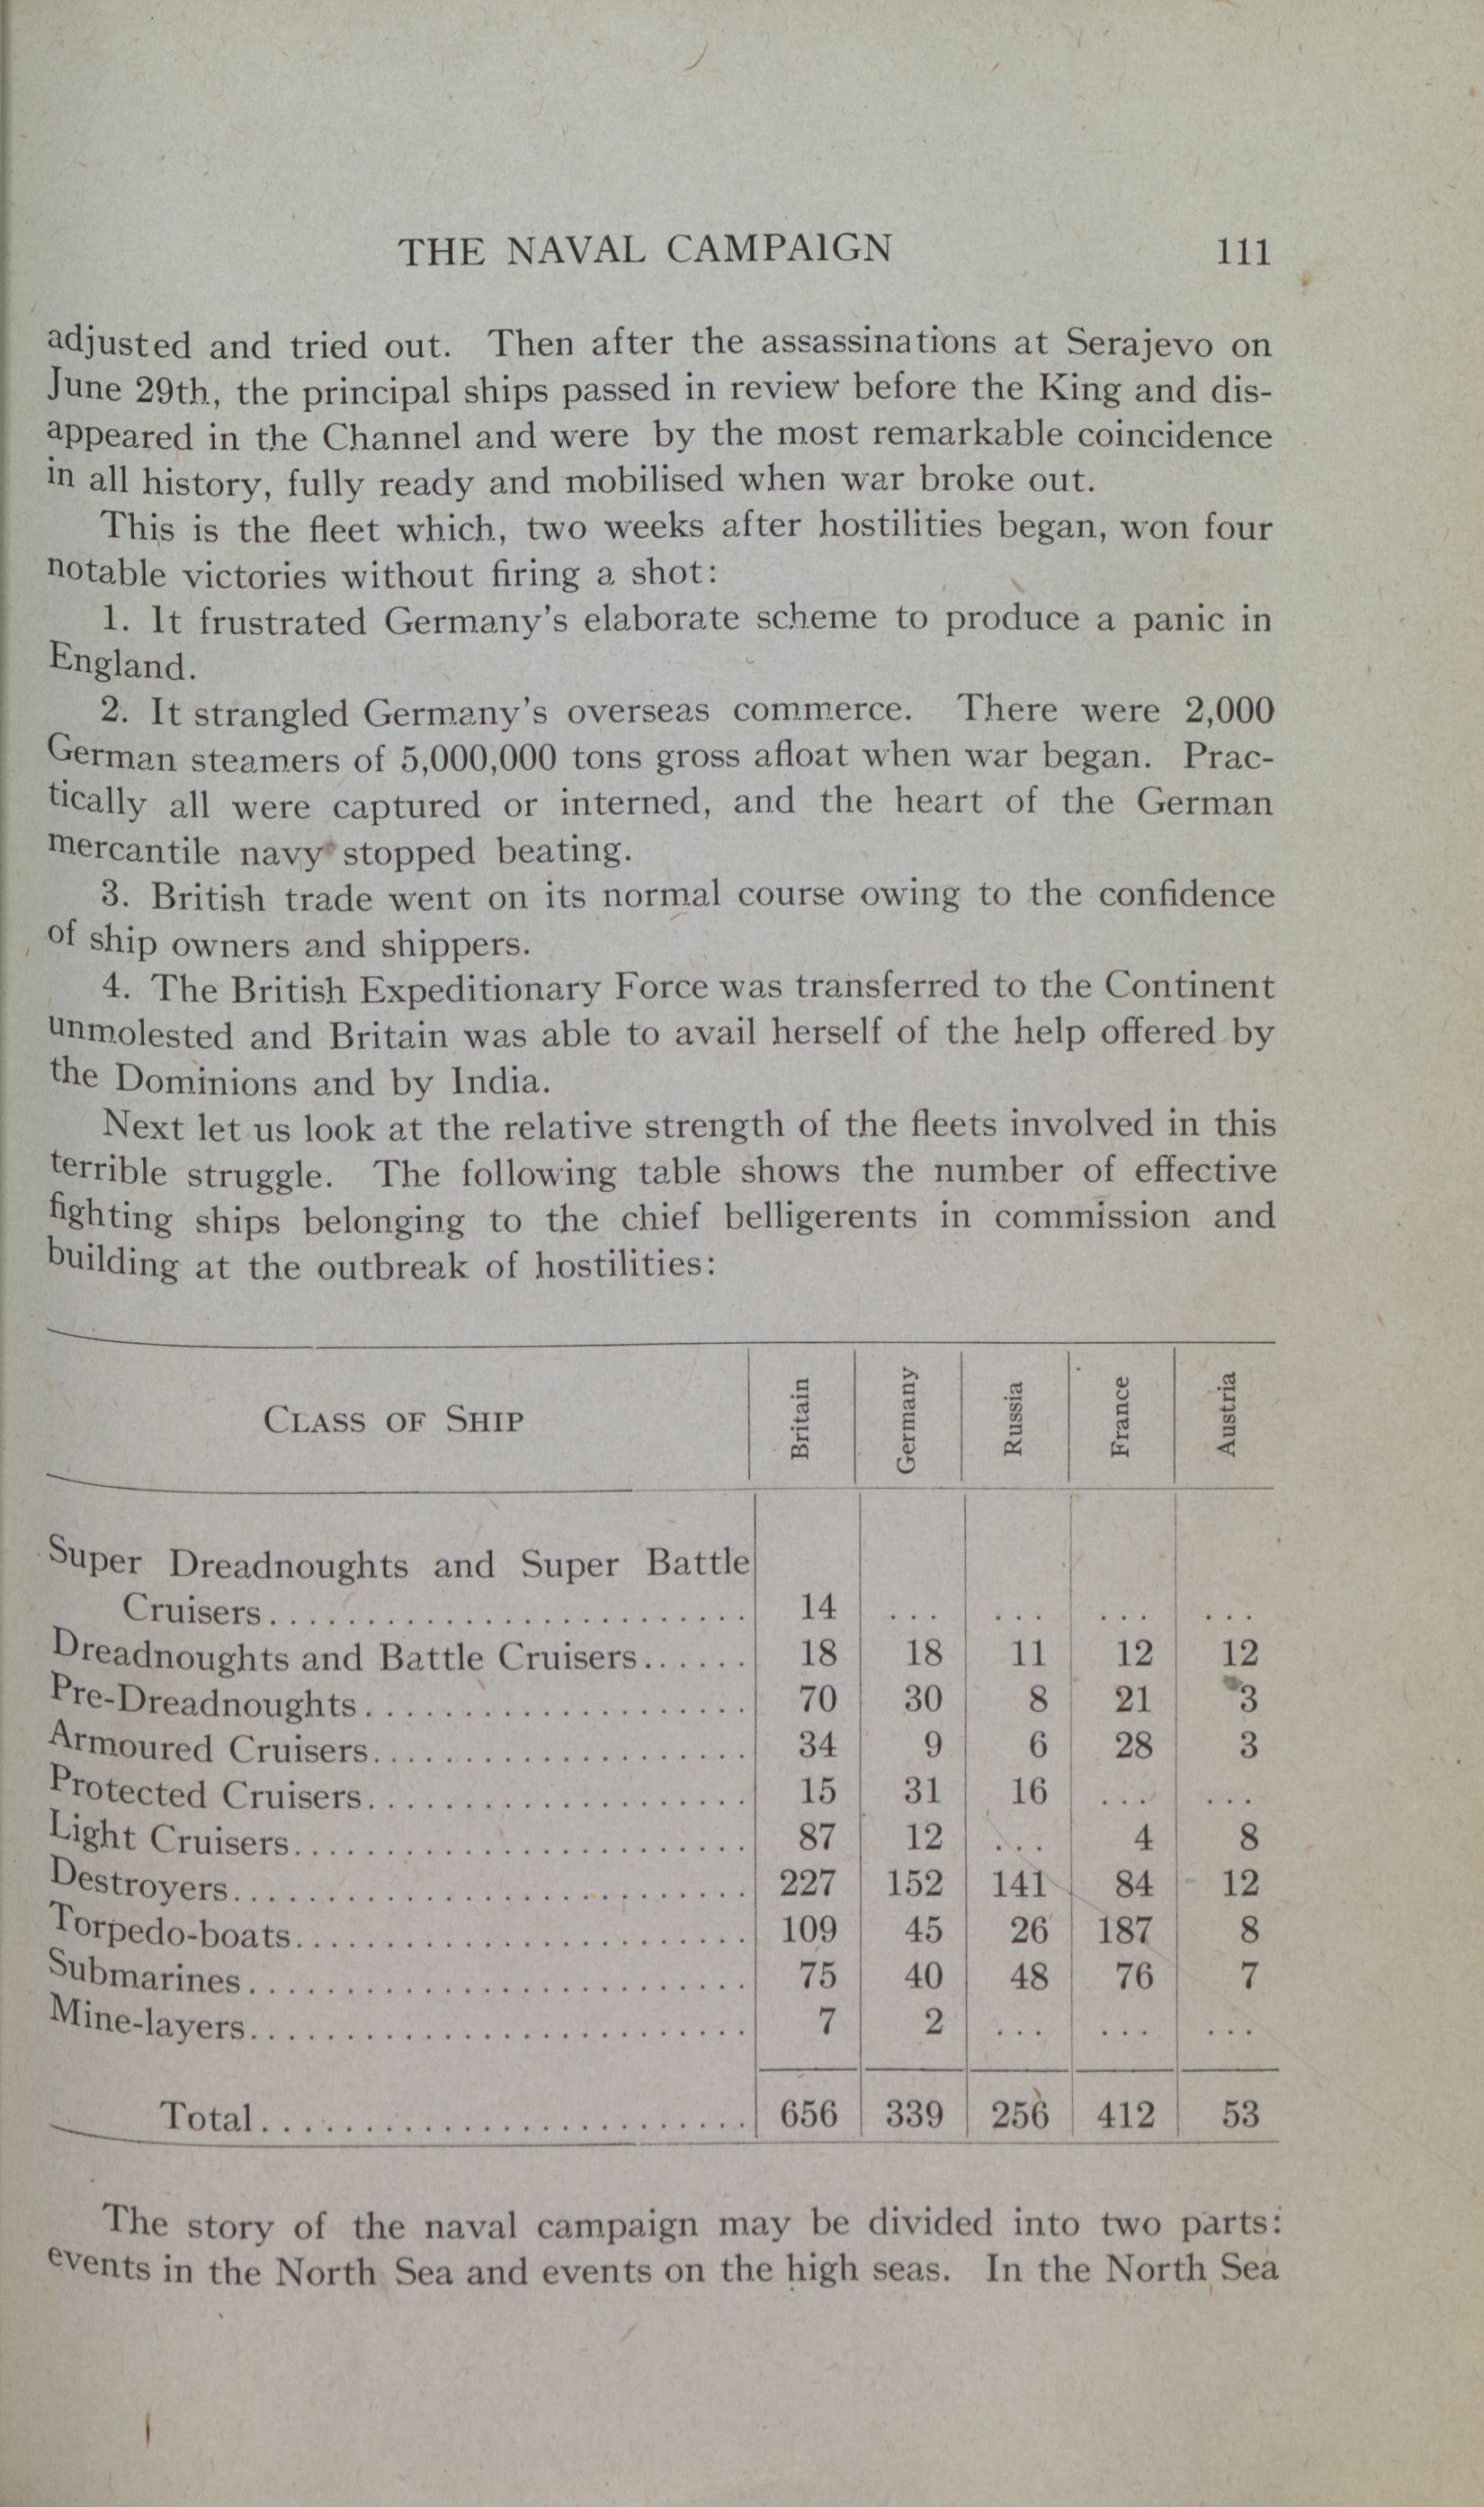 THE NAVAL CAMPAIGN 111
adjusted and tried out. Then after the assassinations at Serajevo on
June 29th, the principal ships passed in review before the King and dis-
appeared in the Channel and were by the most remarkable coincidence
in all history, fully ready and mobilised when war broke out.
This is the fleet which, two weeks after hostilities began, won four
notable victories without firing a shot:
1. It frustrated Germany's elaborate scheme to produce a panic in
England.
2. It strangled Germany's overseas commerce. There were 2,000
German steamers of 5,000,000 tons gross afloat when war began. Prac-
tically all were captured or interned, and the heart of the German
mercantile navy stopped beating.
3. British trade went on its normal course owing to the confidence
of ship owners and shippers.
4. The British Expeditionary Force was transferred to the Continent
unmolested and Britain was able to avail herself of the help offered by
the Dominions and by India.
Next let us look at the relative strength of the fleets involved in this
terrible struggle. The following table shows the number of effective
fighting ships belonging to the chief belligerents in commission and
building at the outbreak of hostilities:
CLASS OF SHIP Britain Germany Russia France Austria
Super Dreadnoughts and Super Battle
Cruisers........................ 14 ... ... ... ...
Dreadnoughts and Battle Cruisers...... 18 18 11 12 12
Pre-Dreadnoughts.................... 70 30 8 21 3
Armoured Cruisers................... 34 9 6 28 3
Protected Cruisers................... 15 31 16 ... ...
Light Cruisers....................... 87 12 ... 4 8
Destroyers.......................... 227 152 141 84 12
Torpedo-boats....................... 109 45 26 187 8
Submarines......................... 75 40 48 76 7
Mine-layers......................... 7 2 ... ... ...
Total......................... 656 339 256 412 53
The story of the naval campaign may be divided into two parts:
events in the North Sea and events on the high seas. In the North Sea